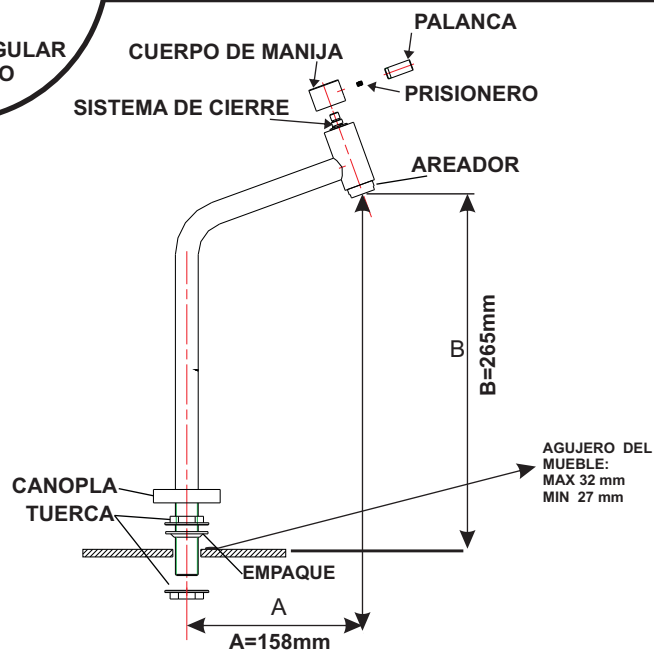 PALANCA
CUERPO DE MANIJA
PRISIONERO
SISTEMA DE CIERRE
AREADOR
B
B=265mm
AGUJERO DEL
MUEBLE:
MAX 32 mm
MIN 27 mm
CANOPLA
TUERCA
EMPAQUE
A
A=158mm